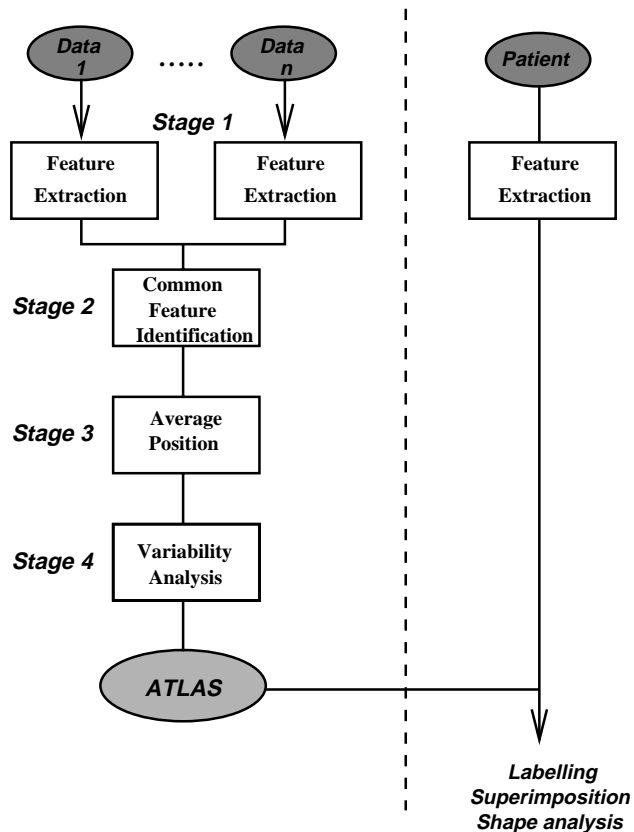 Data
1
.....
Data
n
Patient
Stage 1
Feature
Extraction
Feature
Extraction
Feature
Extraction
Stage 2
Common
Feature
Identification
Stage 3
Average
Position
Stage 4
Variability
Analysis
ATLAS
Labelling
Superimposition
Shape analysis